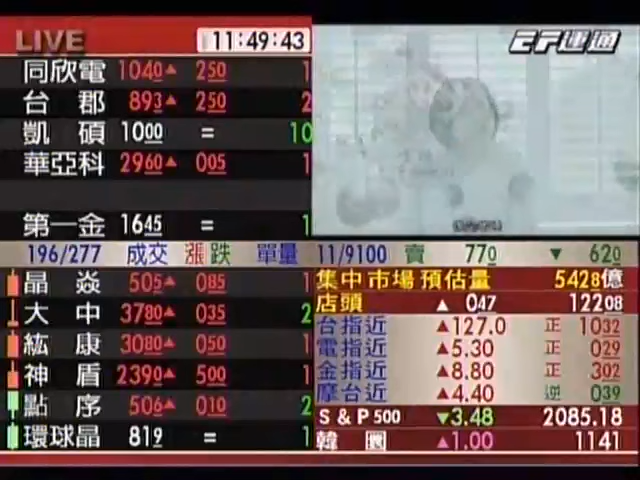 LIVE 11:49:43 EF運通
同欣電 1040▲ 250 1
台郡 893▲ 250 2
凱碩 1000 = 10
華亞科 2960▲ 005 1
第一金 1645 = 1
196/277 成交 漲跌 單量
11/9100 賣 770 ▼ 620
晶焱 505▲ 085 1
大中 3780▲ 035 2
紘康 3080▲ 050 1
神盾 2390▲ 500 1
點序 506▲ 010 2
環球晶 819 = 1
集中市場預估量 5428億
店頭 ▲ 047 12208
台指近 ▲127.0 正 1032
電指近 ▲5.30 正 029
金指近 ▲8.80 正 302
摩台近 ▲4.40 逆 039
S & P 500 ▼3.48 2085.18
韓圜 ▲1.00 1141